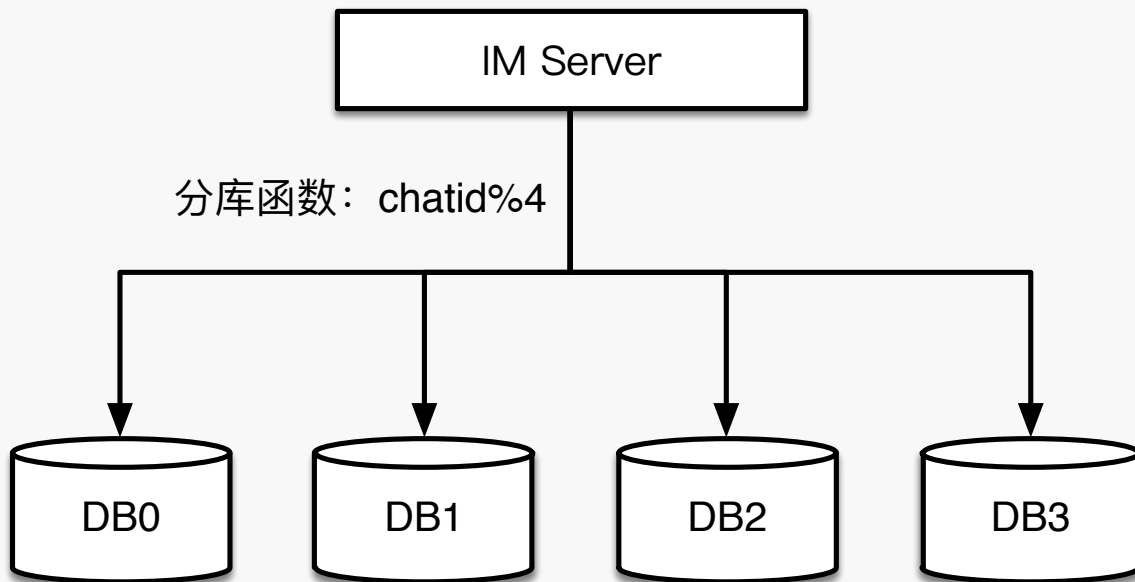 IM Server
分库函数：chatid%4
DB0
DB1
DB2
DB3